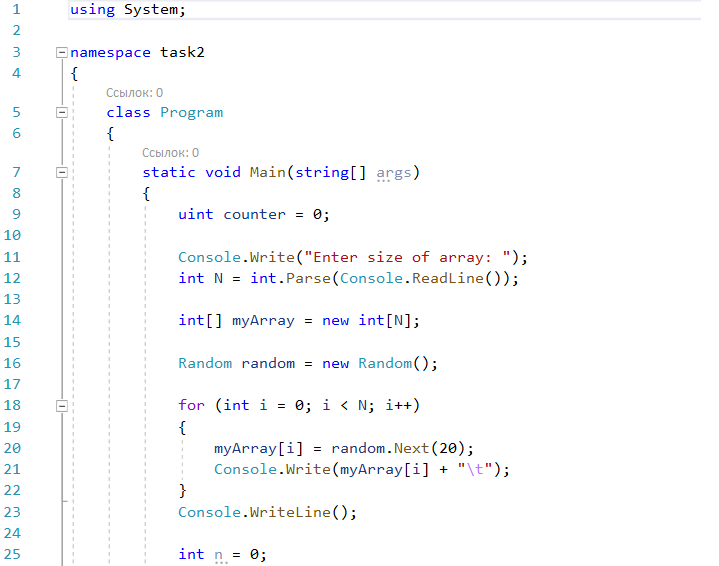 1 using System;
2
3 namespace task2
4 {
Ссылок: 0
5 class Program
6 {
Ссылок: 0
7 static void Main(string[] args)
8 {
9 uint counter = 0;
10
11 Console.Write("Enter size of array: ");
12 int N = int.Parse(Console.ReadLine());
13
14 int[] myArray = new int[N];
15
16 Random random = new Random();
17
18 for (int i = 0; i < N; i++)
19 {
20 myArray[i] = random.Next(20);
21 Console.Write(myArray[i] + "\t");
22 }
23 Console.WriteLine();
24
25 int n = 0;